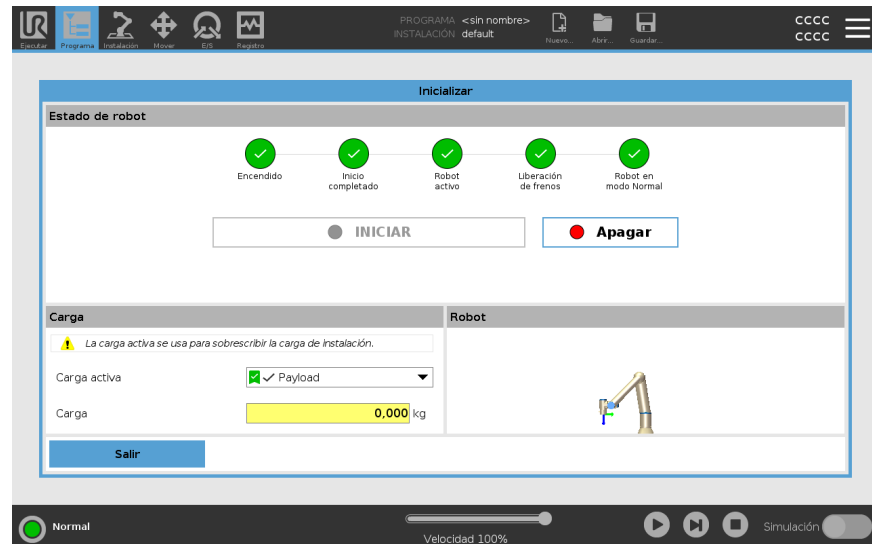 UR
PROGRAMA <sin nombre>
INSTALACIÓN default
cccc
cccc
Ejecutar Programa Instalación Mover E/S Registro Nuevo... Abrir... Guardar...
Inicializar
Estado de robot
Encendido
Inicio
completado
Robot
activo
Liberación
de frenos
Robot en
modo Normal
INICIAR
Apagar
Carga
Robot
La carga activa se usa para sobrescribir la carga de instalación.
Carga activa
Payload
Carga
0,000 kg
Salir
Normal
Velocidad 100%
Simulación